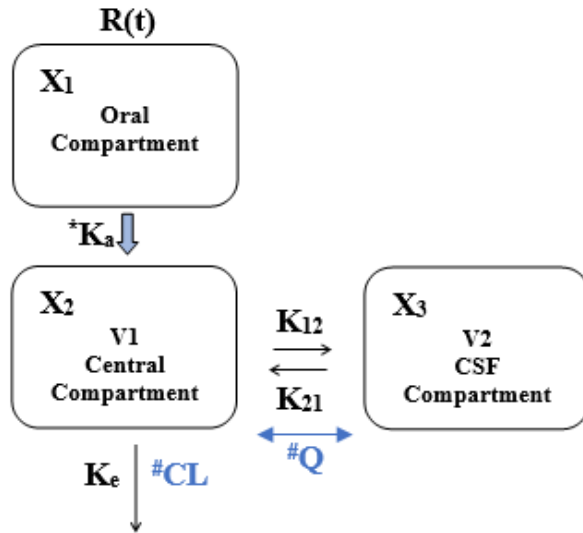 R(t)
X₁
Oral
Compartment
*Kₐ
X₂
V1
Central
Compartment
K₁₂
K₂₁
#Q
X₃
V2
CSF
Compartment
Kₑ
#CL